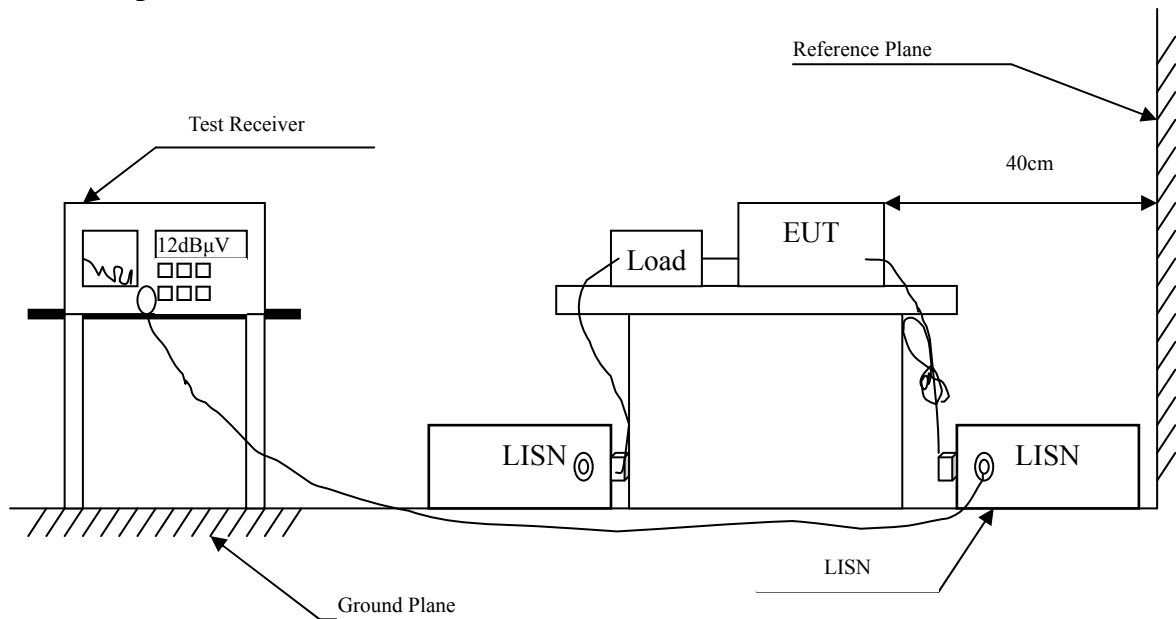 Reference Plane
Test Receiver
40cm
12dBμV
EUT
Load
LISN
LISN
LISN
Ground Plane